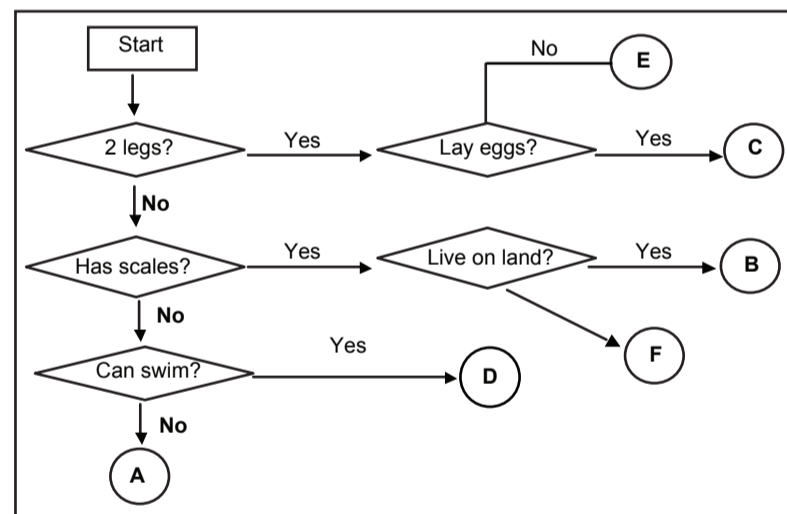 Start
No
E
2 legs?
Yes
Lay eggs?
Yes
C
No
Has scales?
Yes
Live on land?
Yes
B
No
Yes
F
Can swim?
D
No
A